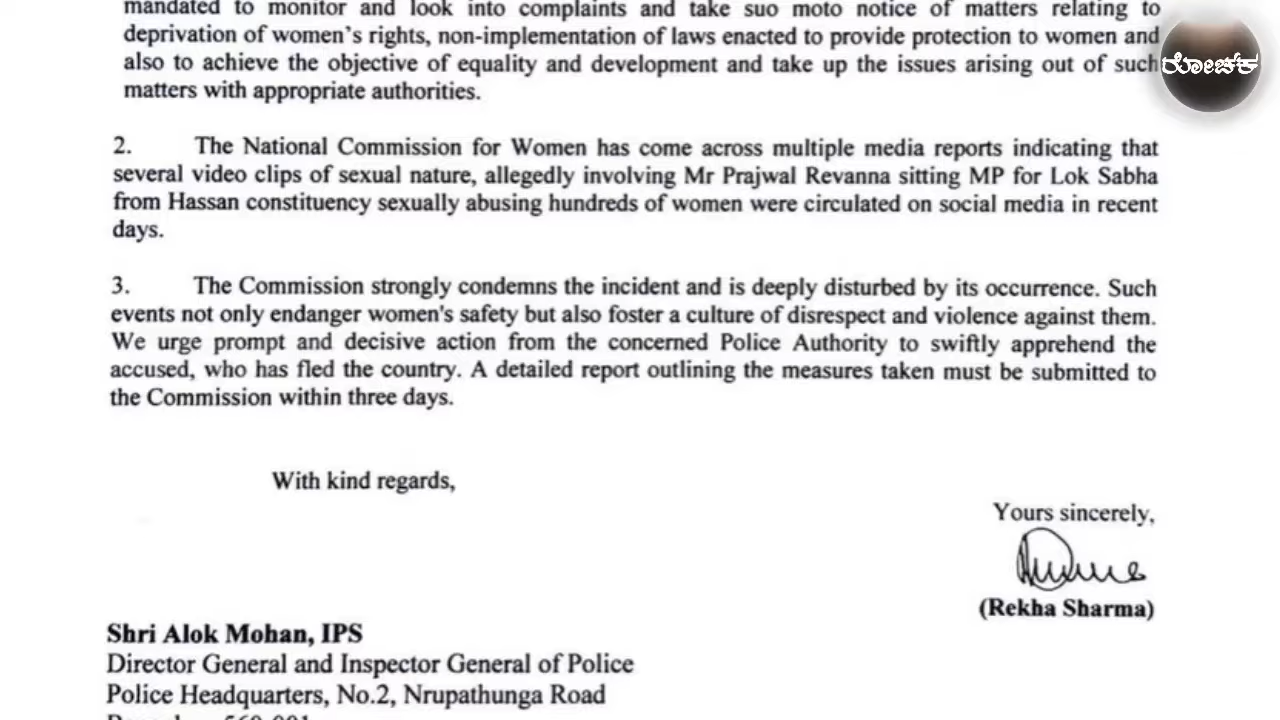 mandated to monitor and look into complaints and take suo moto notice of matters relating to
deprivation of women's rights, non-implementation of laws enacted to provide protection to women and
also to achieve the objective of equality and development and take up the issues arising out of such
matters with appropriate authorities.
ರೋಚಕ
2. The National Commission for Women has come across multiple media reports indicating that
several video clips of sexual nature, allegedly involving Mr Prajwal Revanna sitting MP for Lok Sabha
from Hassan constituency sexually abusing hundreds of women were circulated on social media in recent
days.
3. The Commission strongly condemns the incident and is deeply disturbed by its occurrence. Such
events not only endanger women's safety but also foster a culture of disrespect and violence against them.
We urge prompt and decisive action from the concerned Police Authority to swiftly apprehend the
accused, who has fled the country. A detailed report outlining the measures taken must be submitted to
the Commission within three days.
With kind regards,
Yours sincerely,
(Rekha Sharma)
Shri Alok Mohan, IPS
Director General and Inspector General of Police
Police Headquarters, No.2, Nrupathunga Road